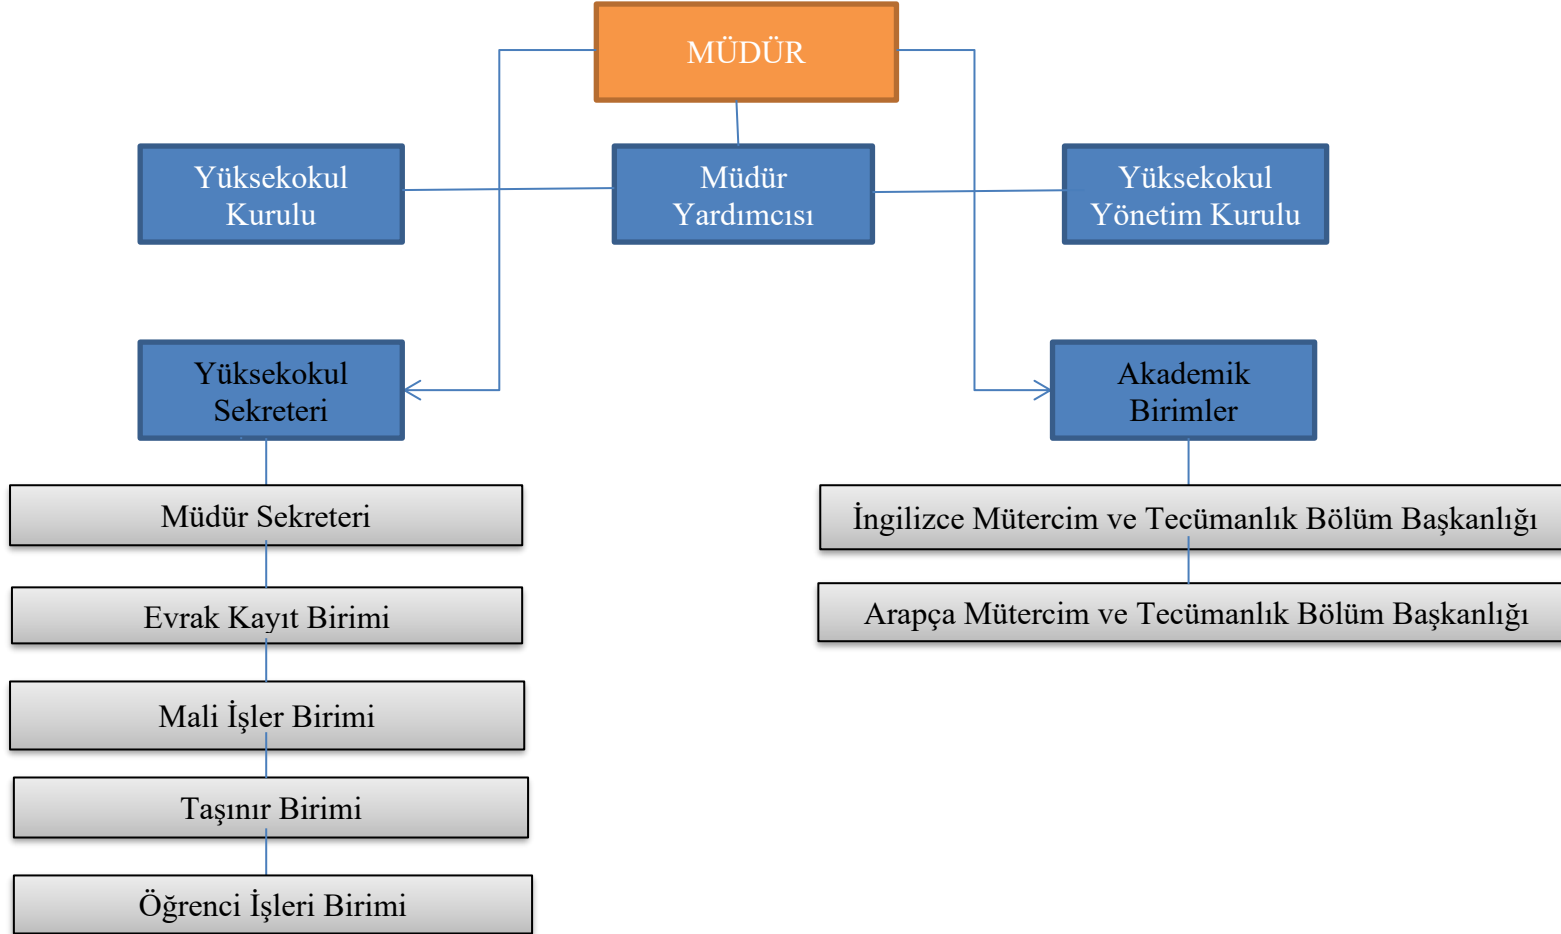 MÜDÜR
Yüksekokul
Kurulu
Müdür
Yardımcısı
Yüksekokul
Yönetim Kurulu
Yüksekokul
Sekreteri
Akademik
Birimler
Müdür Sekreteri
Evrak Kayıt Birimi
Mali İşler Birimi
Taşınır Birimi
Öğrenci İşleri Birimi
İngilizce Mütercim ve Tecümanlık Bölüm Başkanlığı
Arapça Mütercim ve Tecümanlık Bölüm Başkanlığı